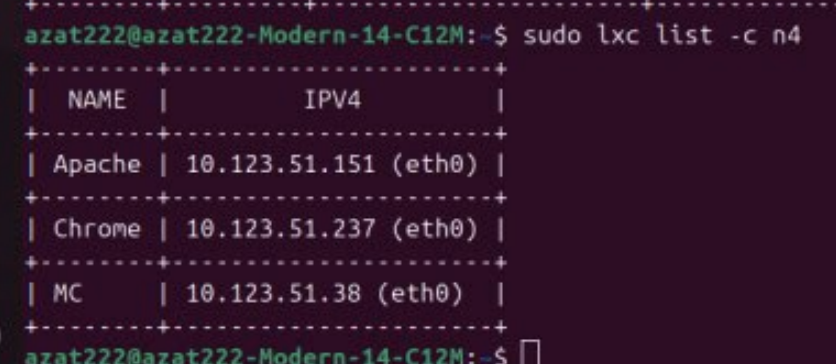 azat222@azat222-Modern-14-C12M:~$ sudo lxc list -c n4
+--------+----------------------+
| NAME | IPV4 |
+--------+----------------------+
| Apache | 10.123.51.151 (eth0) |
+--------+----------------------+
| Chrome | 10.123.51.237 (eth0) |
+--------+----------------------+
| MC | 10.123.51.38 (eth0) |
+--------+----------------------+
azat222@azat222-Modern-14-C12M:~$